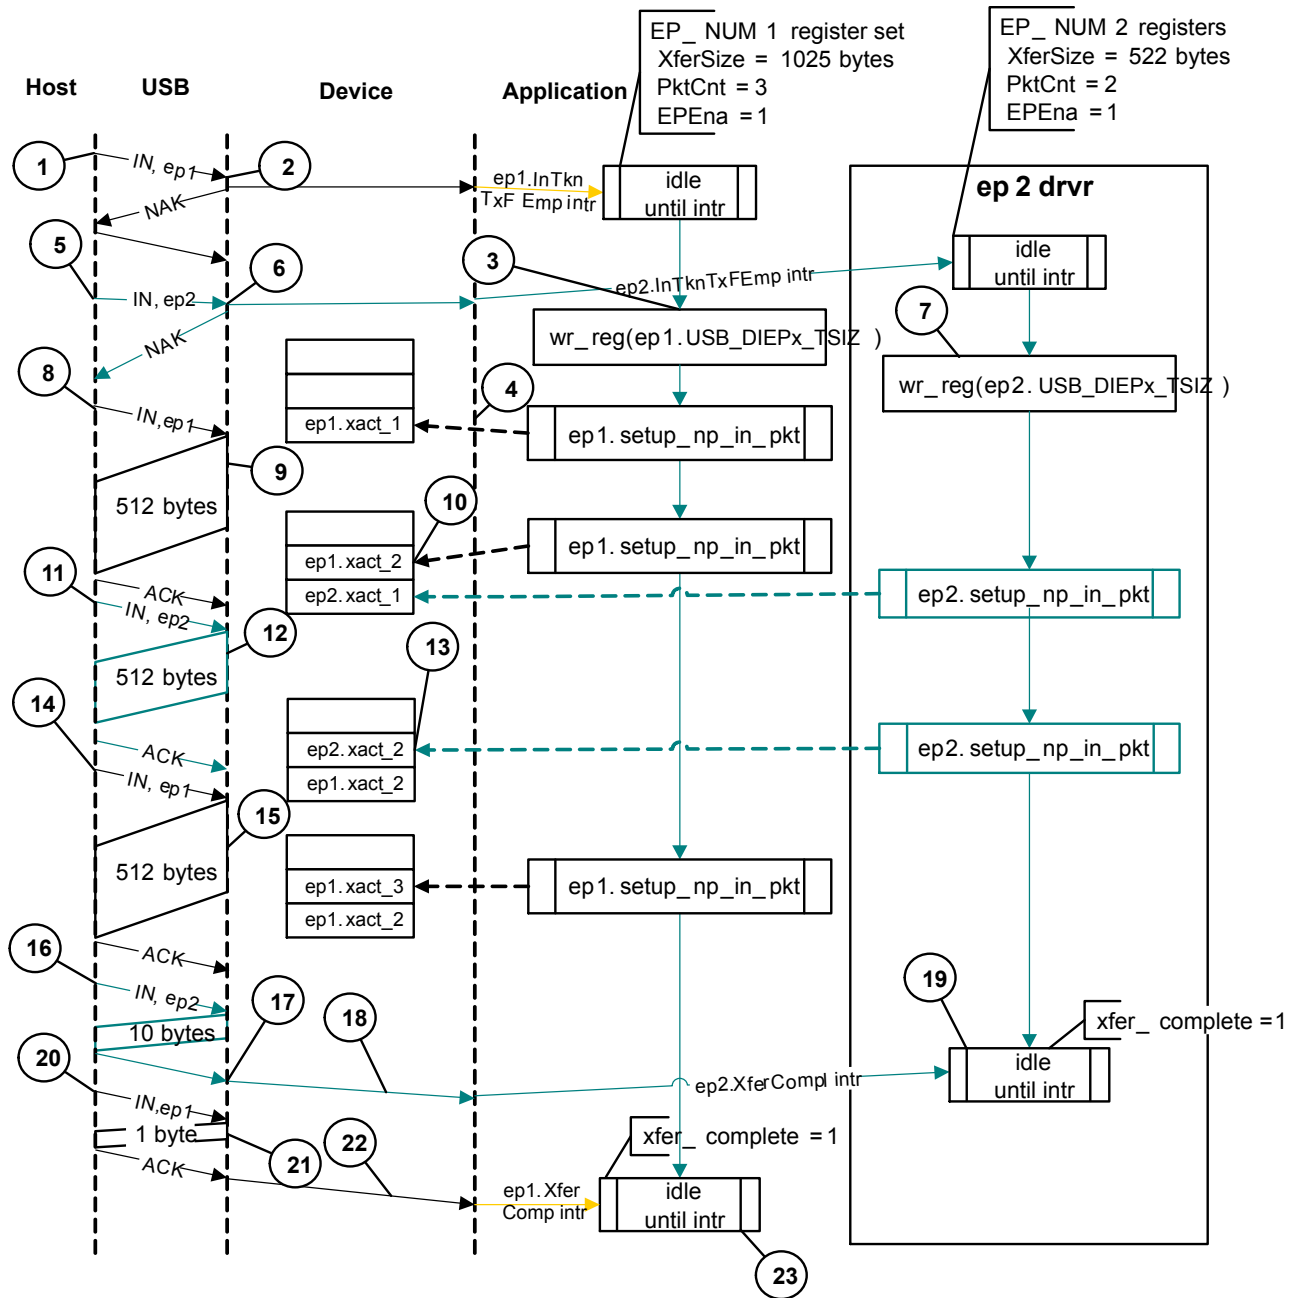 EP_ NUM 1 register set
XferSize = 1025 bytes
PktCnt = 3
EPEna = 1
EP_ NUM 2 registers
XferSize = 522 bytes
PktCnt = 2
EPEna = 1
Host
USB
Device
Application
1
IN, ep1
2
ep1.InTkn
TxF Emp intr
idle
until intr
ep 2 drvr
NAK
5
6
3
idle
until intr
IN, ep2
ep2.InTknTxFEmp intr
7
wr_reg(ep1.USB_DIEPx_TSIZ )
NAK
8
wr_reg(ep2. USB_DIEPx_TSIZ )
4
IN,ep1
ep1.xact_1
ep1. setup_ np_in_ pkt
9
512 bytes
10
ep1.xact_2
ep1. setup_np_in_pkt
11
ACK
ep2.xact_1
ep2. setup_np_in_pkt
IN, ep2
12
13
512 bytes
14
ep2.xact_2
ep2. setup_np_in_pkt
ACK
ep1.xact_2
IN, ep1
15
512 bytes
ep1.xact_3
ep1. setup_np_in_pkt
ep1.xact_2
16
ACK
19
IN, ep2
17
18
10 bytes
xfer_ complete = 1
20
idle
until intr
ep2.XferCompl intr
IN,ep1
1 byte
22
xfer_ complete = 1
21
ACK
ep1.Xfer
Comp intr
idle
until intr
23